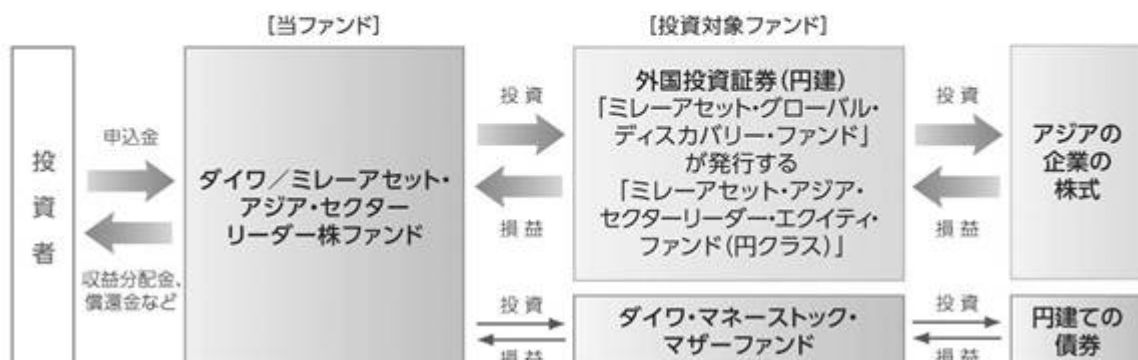 [当ファンド]
[投資対象ファンド]
投資者
申込金
収益分配金、
償還金など
ダイワ／ミレーアセット・
アジア・セクター
リーダー株ファンド
投資
損益
外国投資証券(円建)
「ミレーアセット・グローバル・
ディスカバリー・ファンド」
が発行する
「ミレーアセット・アジア・
セクターリーダー・エクイティ・
ファンド(円クラス)」
投資
損益
アジアの
企業の
株式
投資
損益
ダイワ・マネーストック・
マザーファンド
投資
損益
円建ての
債券